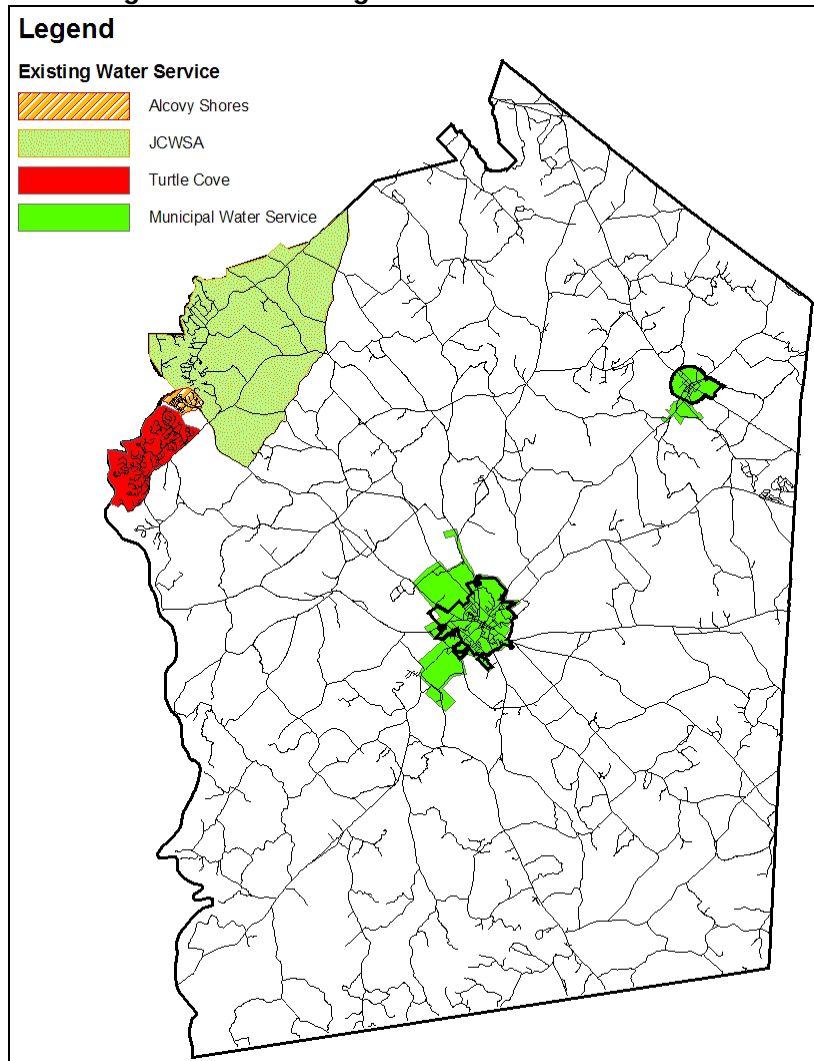 Legend
Existing Water Service
Alcovy Shores
JCWSA
Turtle Cove
Municipal Water Service